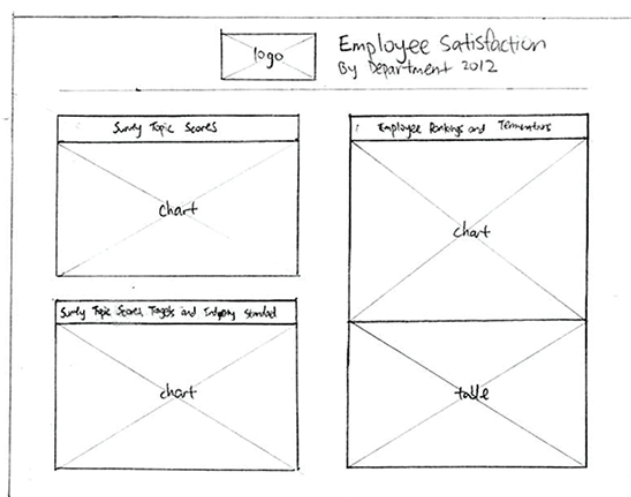 logo
Employee Satisfaction
By Department 2012
Survey Topic Scores
chart
Survey Topic Scores, Targets and Industry Standard
chart
Employee Rankings and
chart
table